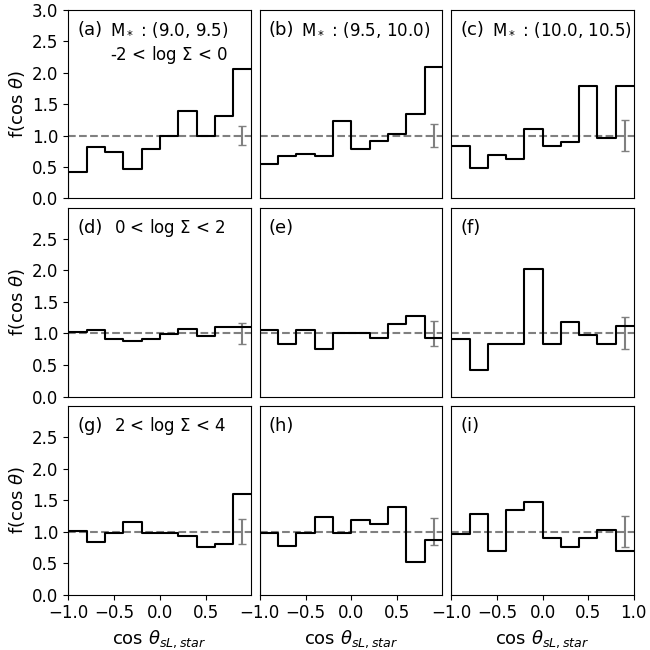 (a) M* : (9.0, 9.5)
-2 < log Σ < 0
(b) M* : (9.5, 10.0)
(c) M* : (10.0, 10.5)
3.0
2.5
2.0
1.5
1.0
0.5
0.0
f(cos θ)
(d) 0 < log Σ < 2
(e)
(f)
2.5
2.0
1.5
1.0
0.5
0.0
f(cos θ)
(g) 2 < log Σ < 4
(h)
(i)
2.5
2.0
1.5
1.0
0.5
0.0
f(cos θ)
−1.0 −0.5 0.0 0.5
−1.0 −0.5 0.0 0.5
−1.0 −0.5 0.0 0.5 1.0
cos θsL, star
cos θsL, star
cos θsL, star